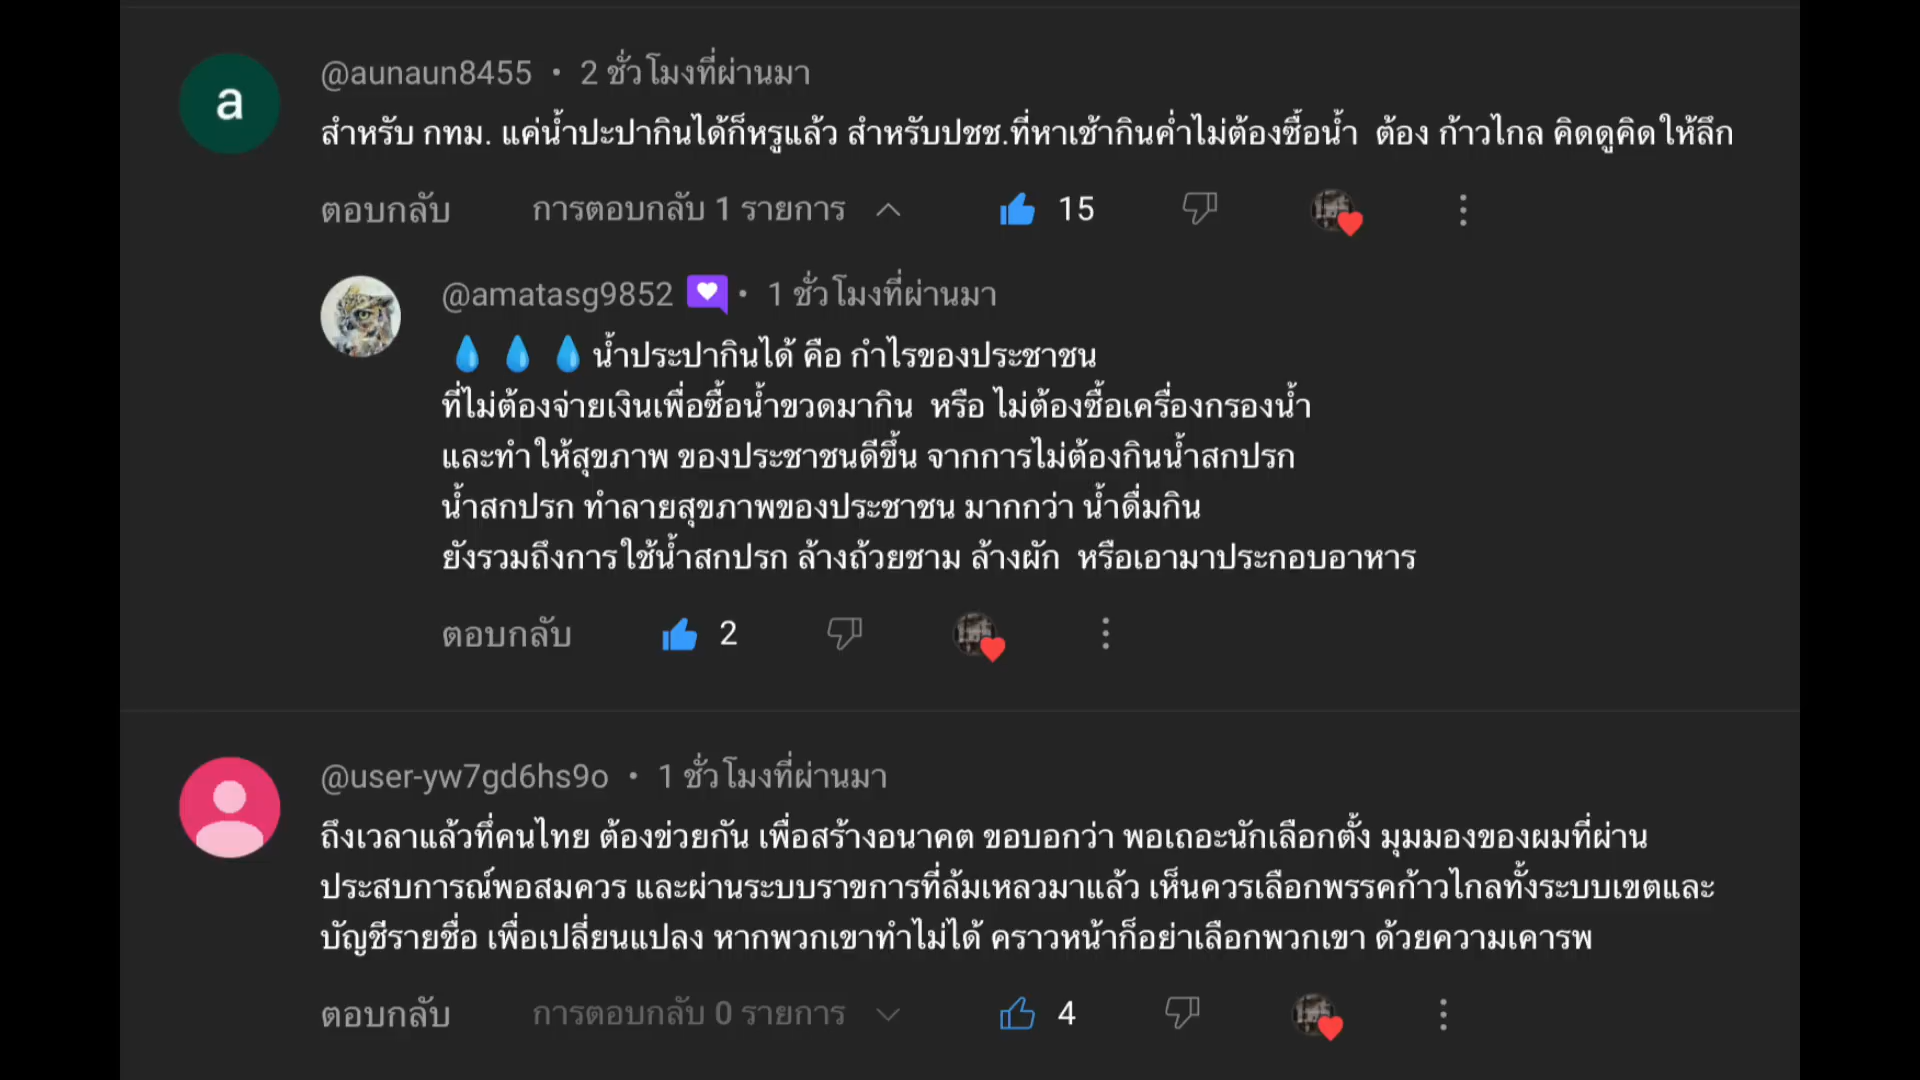 a
@aunaun8455 • 2 ชั่วโมงที่ผ่านมา
สำหรับ กทม. แค่น้ำปะปากินได้ก็หรูแล้ว สำหรับปชช.ที่หาเช้ากินค่ำไม่ต้องซื้อน้ำ ต้อง ก้าวไกล คิดดูคิดให้ลึก
ตอบกลับ การตอบกลับ 1 รายการ 15
@amatasg9852 • 1 ชั่วโมงที่ผ่านมา
💧 💧 💧 น้ำประปากินได้ คือ กำไรของประชาชน
ที่ไม่ต้องจ่ายเงินเพื่อซื้อน้ำขวดมากิน หรือ ไม่ต้องซื้อเครื่องกรองน้ำ
และทำให้สุขภาพ ของประชาชนดีขึ้น จากการไม่ต้องกินน้ำสกปรก
น้ำสกปรก ทำลายสุขภาพของประชาชน มากกว่า น้ำดื่มกิน
ยังรวมถึงการใช้น้ำสกปรก ล้างถ้วยชาม ล้างผัก หรือเอามาประกอบอาหาร
ตอบกลับ 2
@user-yw7gd6hs9o • 1 ชั่วโมงที่ผ่านมา
ถึงเวลาแล้วทึ่คนไทย ต้องข่วยกัน เพื่อสร้างอนาคต ขอบอกว่า พอเถอะนักเลือกตั้ง มุมมองของผมที่ผ่าน
ประสบการณ์พอสมควร และผ่านระบบราขการที่ล้มเหลวมาแล้ว เห็นควรเลือกพรรคก้าวไกลทั้งระบบเขตและ
บัญชีรายชื่อ เพื่อเปลี่ยนแปลง หากพวกเขาทำไม่ได้ คราวหน้าก็อย่าเลือกพวกเขา ด้วยความเคารพ
ตอบกลับ การตอบกลับ 0 รายการ 4